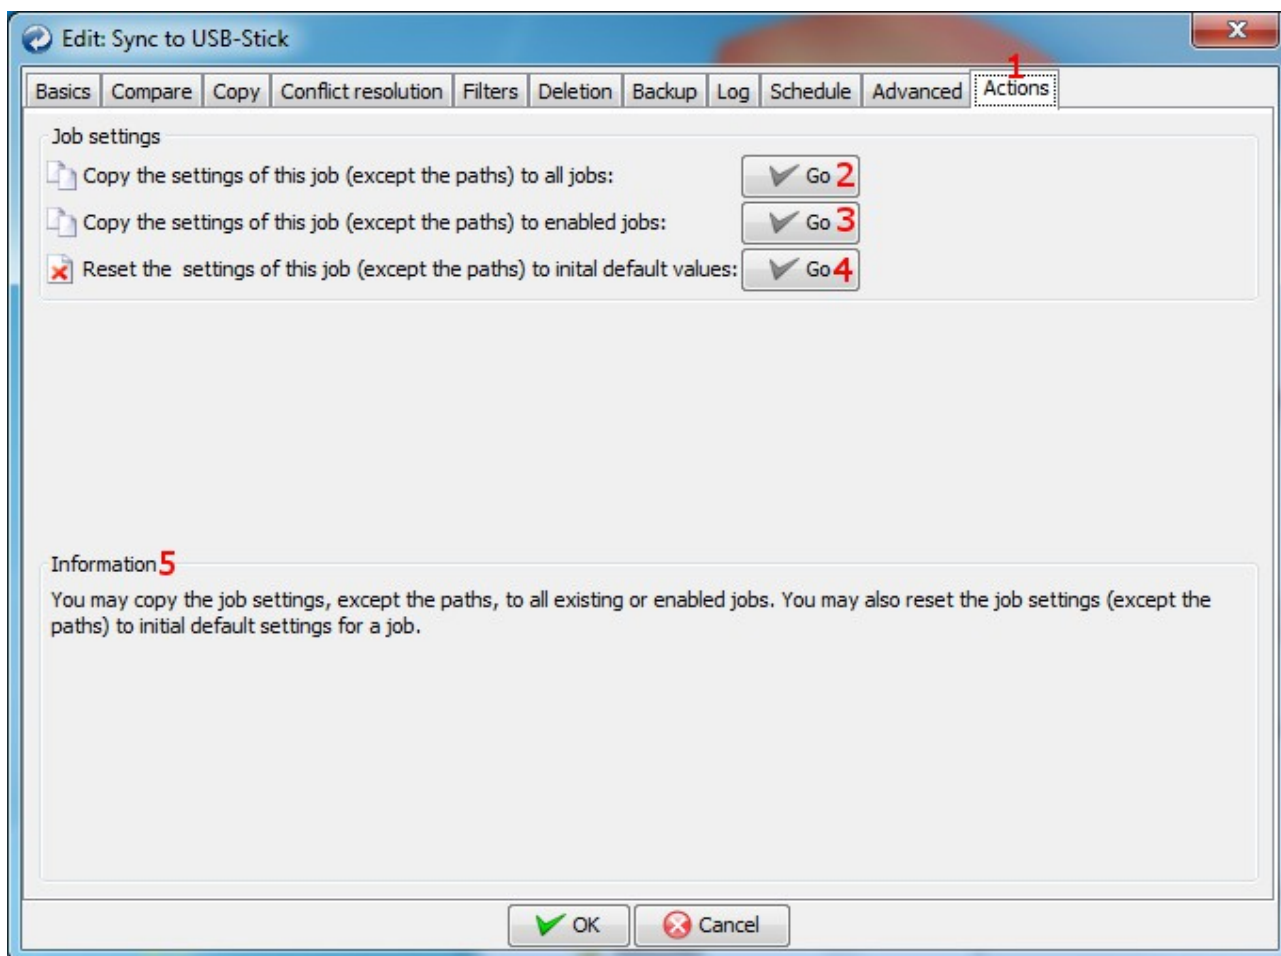 Edit: Sync to USB-Stick
x
1
Basics Compare Copy Conflict resolution Filters Deletion Backup Log Schedule Advanced Actions
Job settings
Copy the settings of this job (except the paths) to all jobs: Go 2
Copy the settings of this job (except the paths) to enabled jobs: Go 3
Reset the  settings of this job (except the paths) to inital default values: Go 4
Information 5
You may copy the job settings, except the paths, to all existing or enabled jobs. You may also reset the job settings (except the
paths) to initial default settings for a job.
OK Cancel